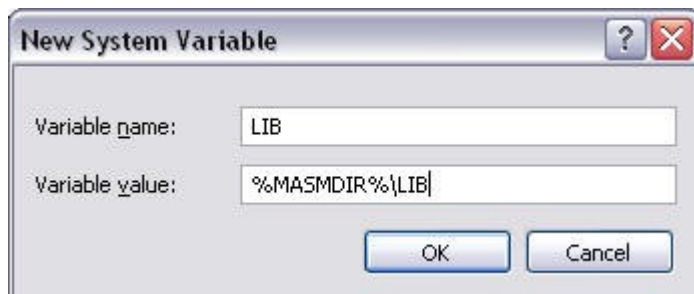 New System Variable
Variable name: LIB
Variable value: %MASMDIR%\LIB
OK Cancel